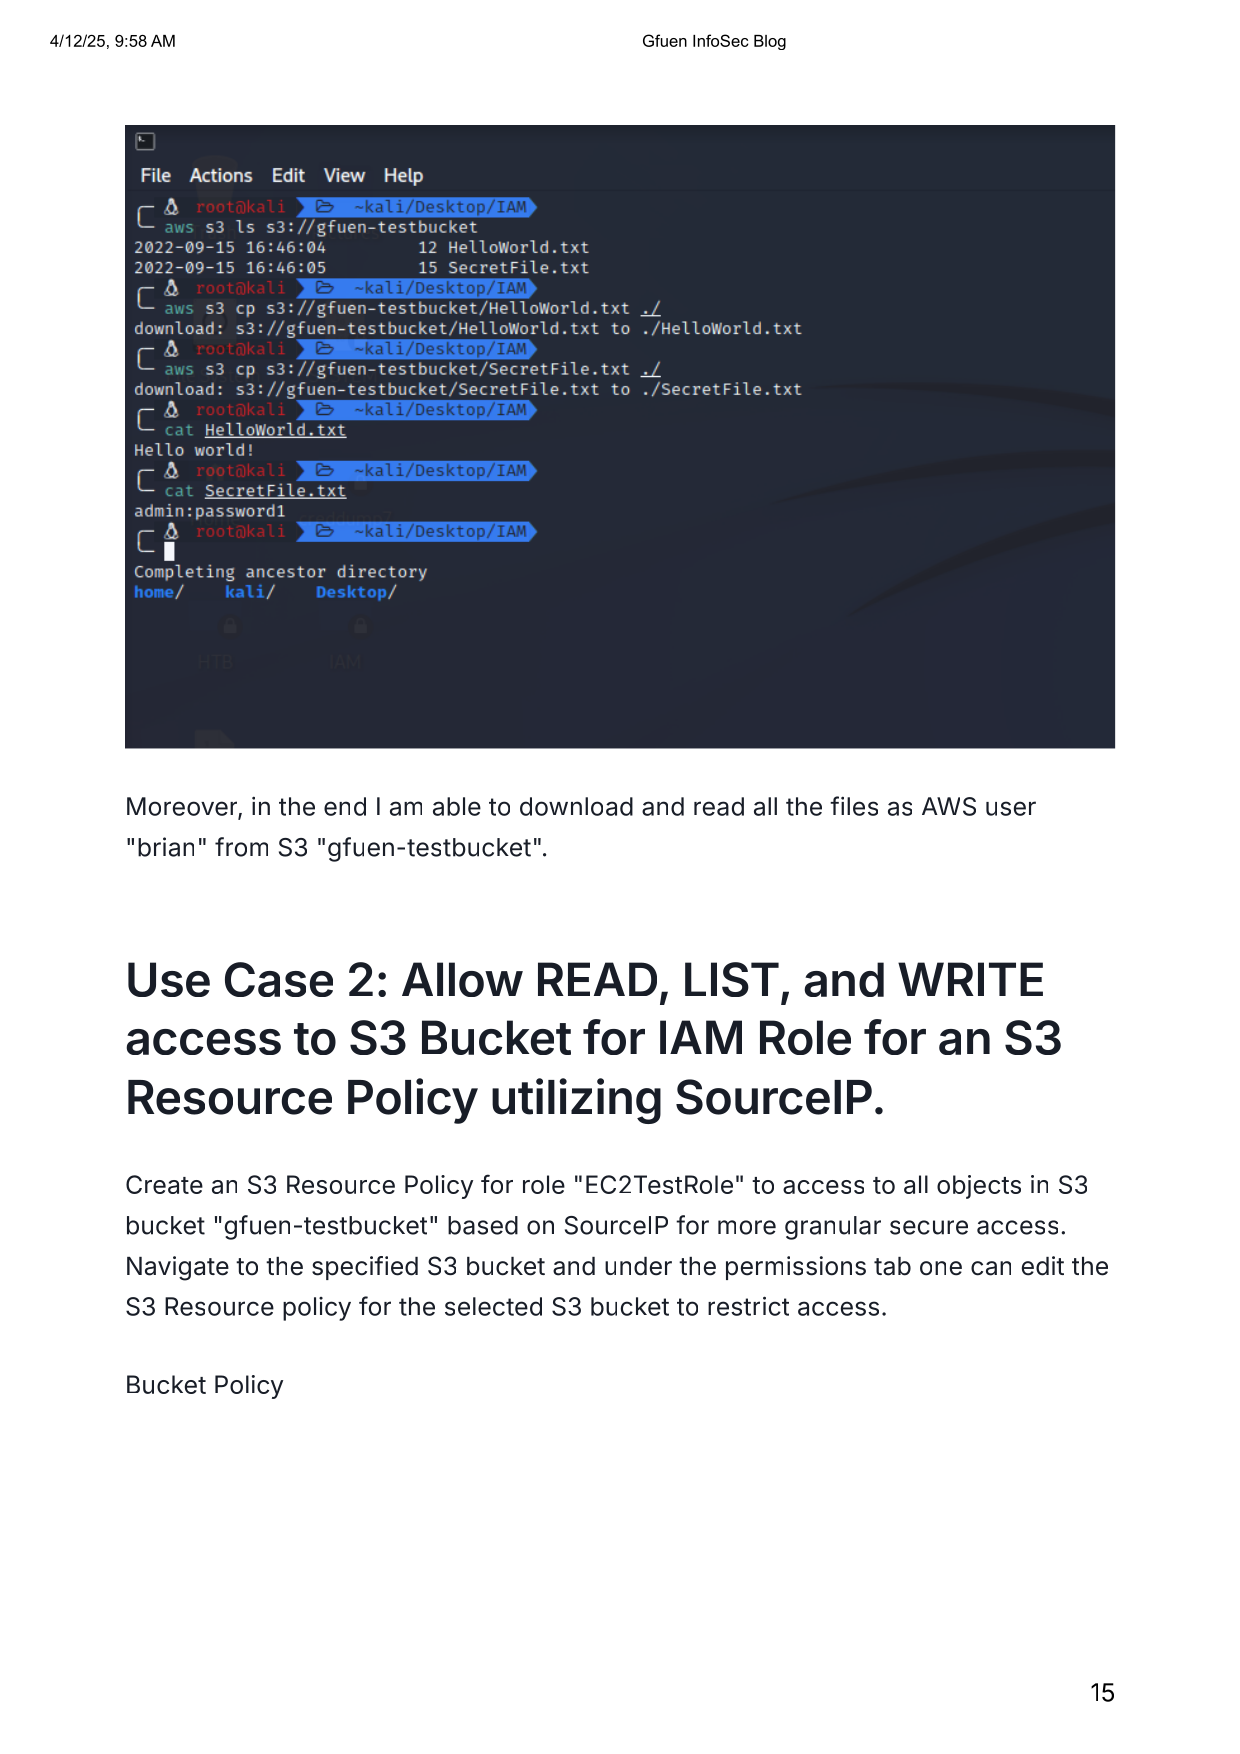 4/12/25, 9:58 AM Gfuen InfoSec Blog
File Actions Edit View Help
root@kali ~kali/Desktop/IAM
aws s3 ls s3://gfuen-testbucket
2022-09-15 16:46:04 12 HelloWorld.txt
2022-09-15 16:46:05 15 SecretFile.txt
root@kali ~kali/Desktop/IAM
aws s3 cp s3://gfuen-testbucket/HelloWorld.txt ./
download: s3://gfuen-testbucket/HelloWorld.txt to ./HelloWorld.txt
root@kali ~kali/Desktop/IAM
aws s3 cp s3://gfuen-testbucket/SecretFile.txt ./
download: s3://gfuen-testbucket/SecretFile.txt to ./SecretFile.txt
root@kali ~kali/Desktop/IAM
cat HelloWorld.txt
Hello world!
root@kali ~kali/Desktop/IAM
cat SecretFile.txt
admin:password1
root@kali ~kali/Desktop/IAM
Completing ancestor directory
home/ kali/ Desktop/
HTB IAM
Moreover, in the end I am able to download and read all the files as AWS user
"brian" from S3 "gfuen-testbucket".
Use Case 2: Allow READ, LIST, and WRITE
access to S3 Bucket for IAM Role for an S3
Resource Policy utilizing SourceIP.
Create an S3 Resource Policy for role "EC2TestRole" to access to all objects in S3
bucket "gfuen-testbucket" based on SourceIP for more granular secure access.
Navigate to the specified S3 bucket and under the permissions tab one can edit the
S3 Resource policy for the selected S3 bucket to restrict access.
Bucket Policy
15